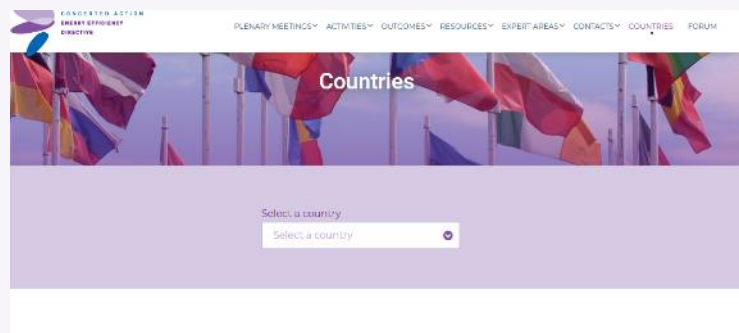 CONCERTED ACTION
ENERGY EFFICIENCY
DIRECTIVE
PLENARY MEETINGS ACTIVITIES OUTCOMES RESOURCES EXPERT AREAS CONTACTS COUNTRIES FORUM
Countries
Select a country
Select a country